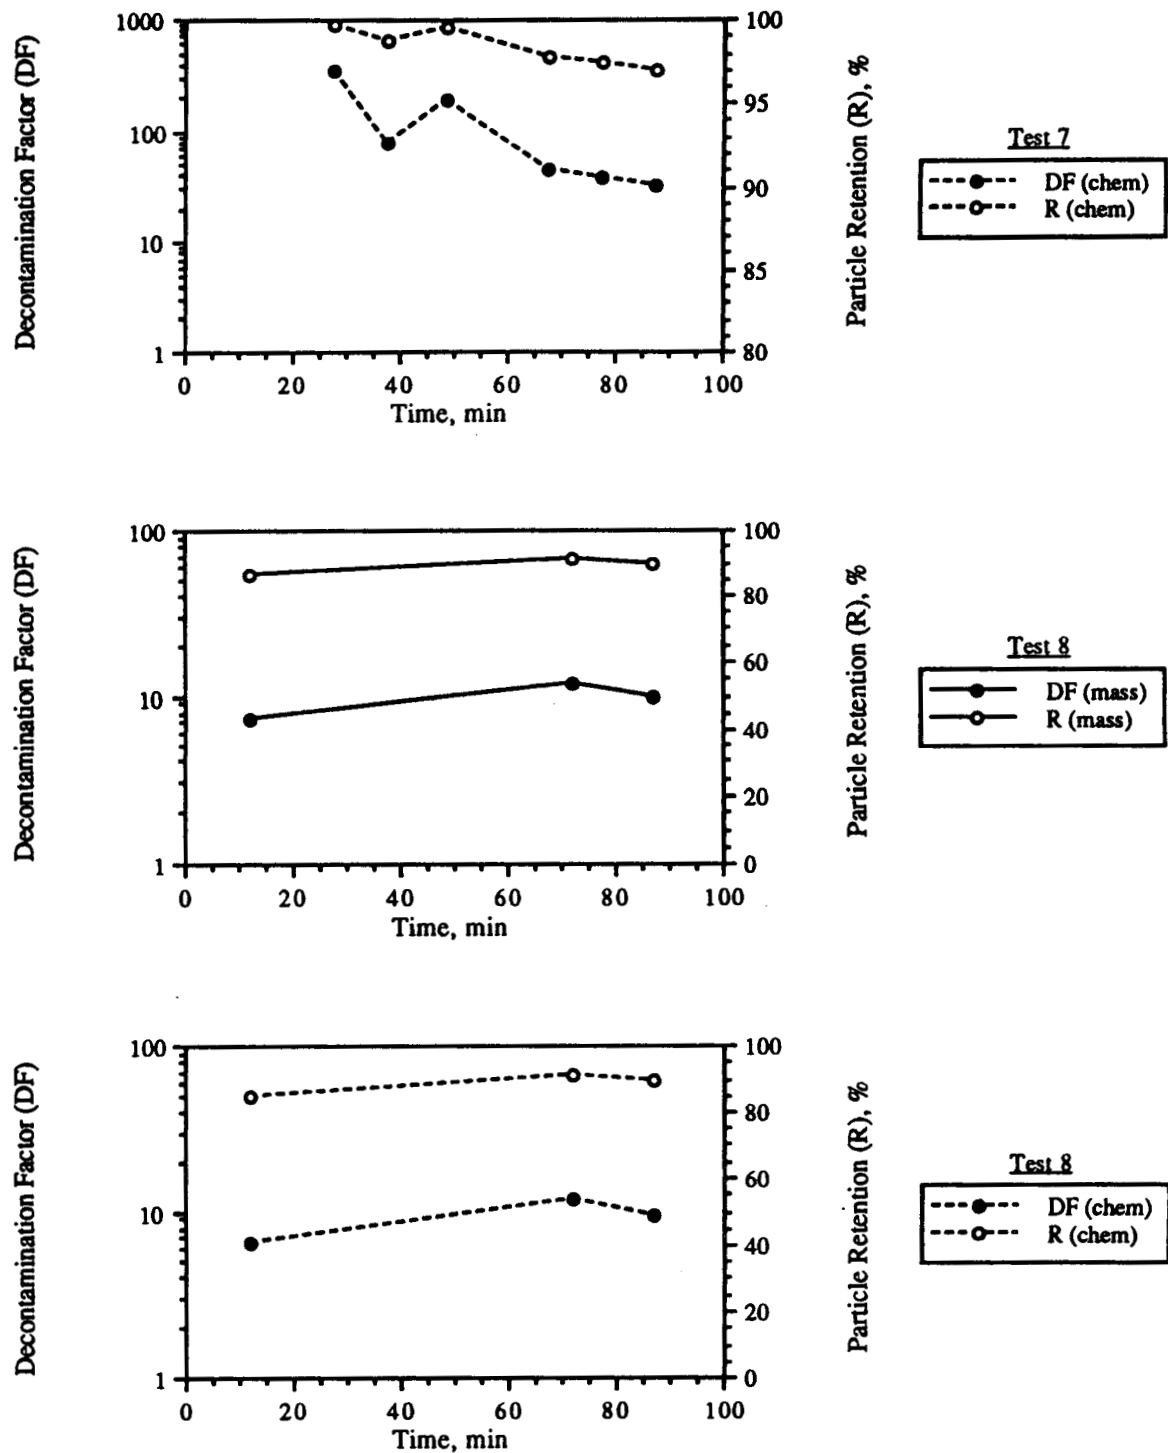 Decontamination Factor (DF)
1000
100
10
1
0
20
40
60
80
100
Time, min
100
95
90
85
80
Particle Retention (R), %
Test 7
DF (chem)
R (chem)
Decontamination Factor (DF)
100
10
1
0
20
40
60
80
100
Time, min
100
80
60
40
20
0
Particle Retention (R), %
Test 8
DF (mass)
R (mass)
Decontamination Factor (DF)
100
10
1
0
20
40
60
80
100
Time, min
100
80
60
40
20
0
Particle Retention (R), %
Test 8
DF (chem)
R (chem)